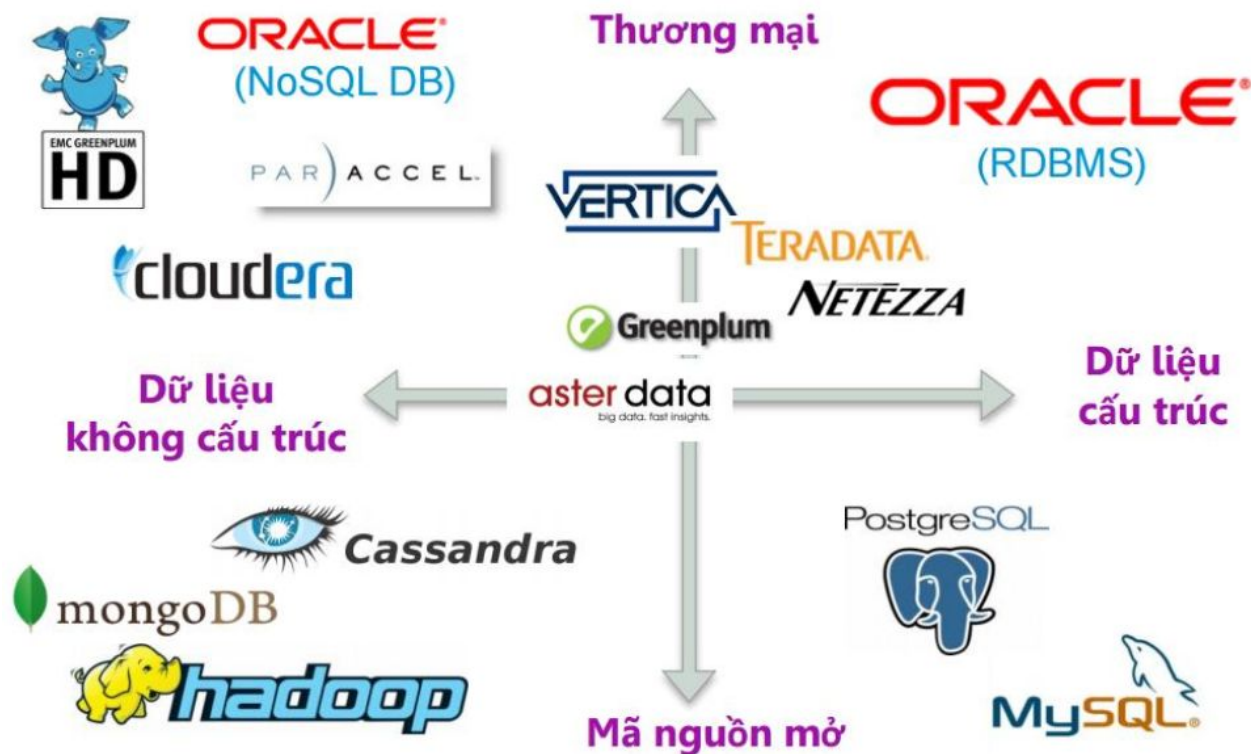 Thương mại
ORACLE®
(NoSQL DB)
EMC GREENPLUM
HD
PAR)ACCEL™
cloudera
VERTICA
TERADATA®
NETEZZA
Greenplum
ORACLE®
(RDBMS)
Dữ liệu
không cấu trúc
aster data
big data. fast insights.
Dữ liệu
cấu trúc
Cassandra
mongoDB
hadoop
PostgreSQL
MySQL®
Mã nguồn mở